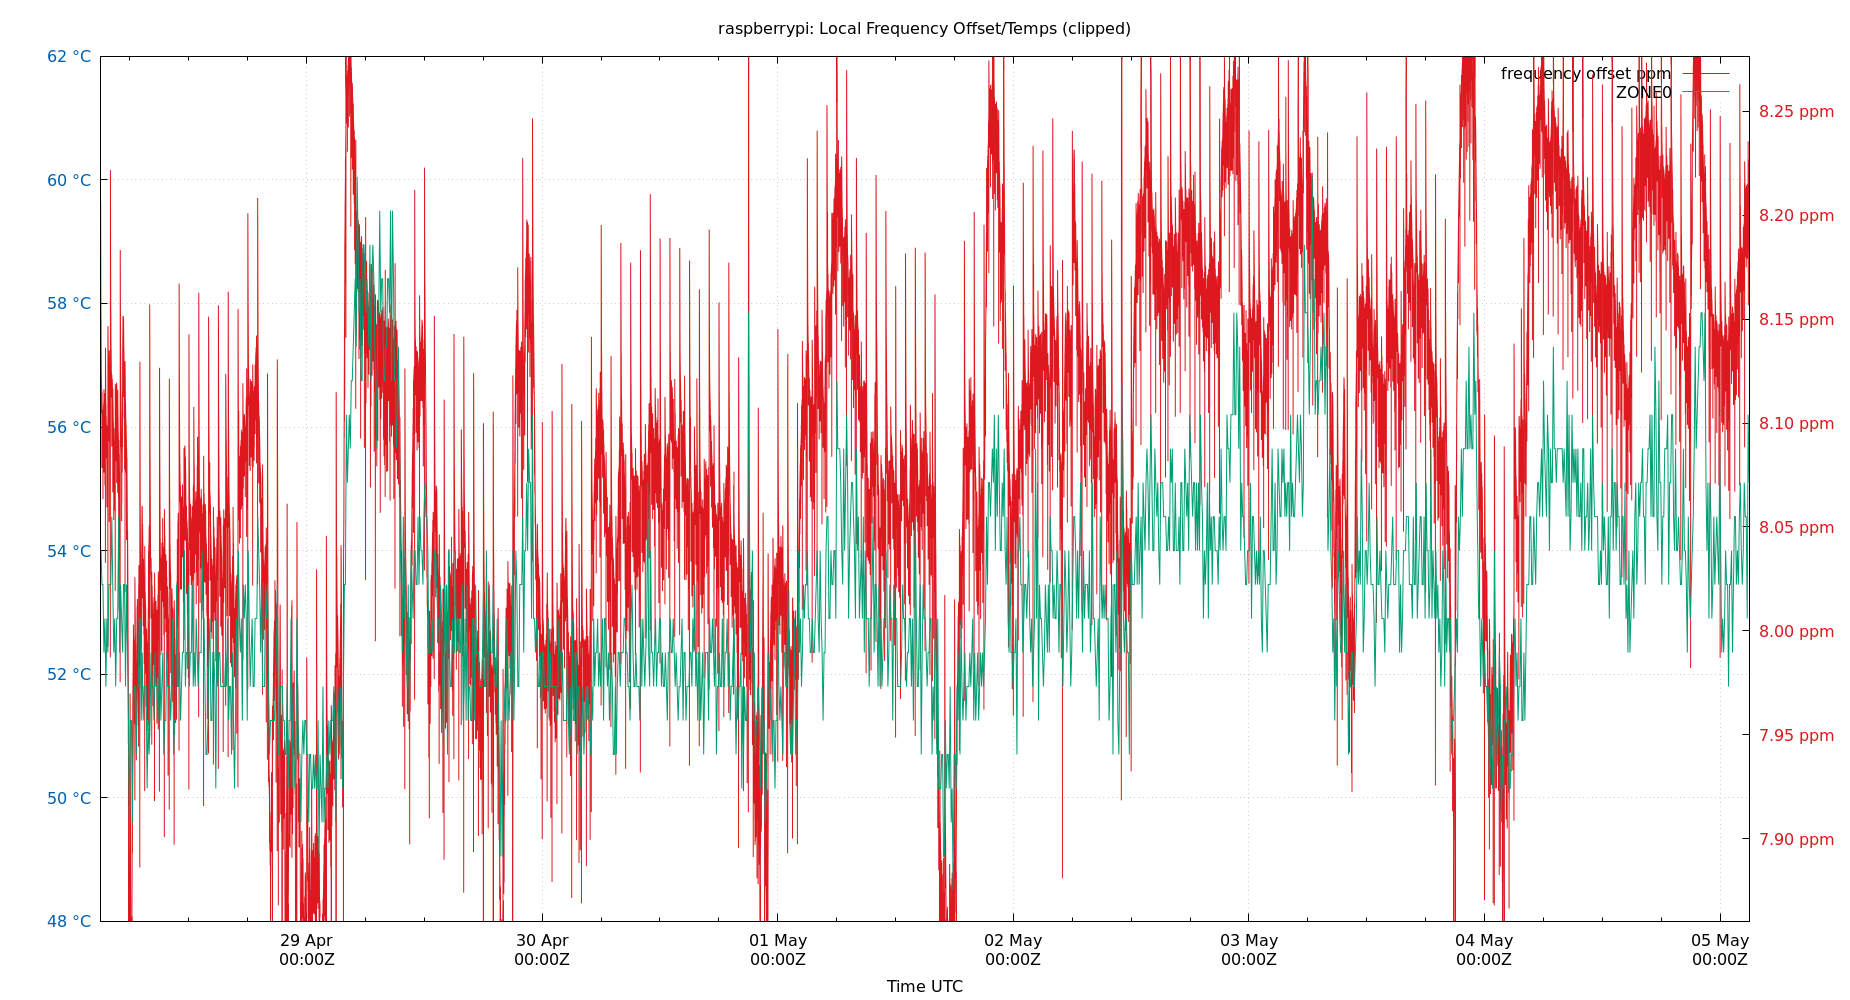 raspberrypi: Local Frequency Offset/Temps (clipped)
62 °C
60 °C
58 °C
56 °C
54 °C
52 °C
50 °C
48 °C
frequency offset ppm
ZONE0
8.25 ppm
8.20 ppm
8.15 ppm
8.10 ppm
8.05 ppm
8.00 ppm
7.95 ppm
7.90 ppm
29 Apr
00:00Z
30 Apr
00:00Z
01 May
00:00Z
02 May
00:00Z
03 May
00:00Z
04 May
00:00Z
05 May
00:00Z
Time UTC